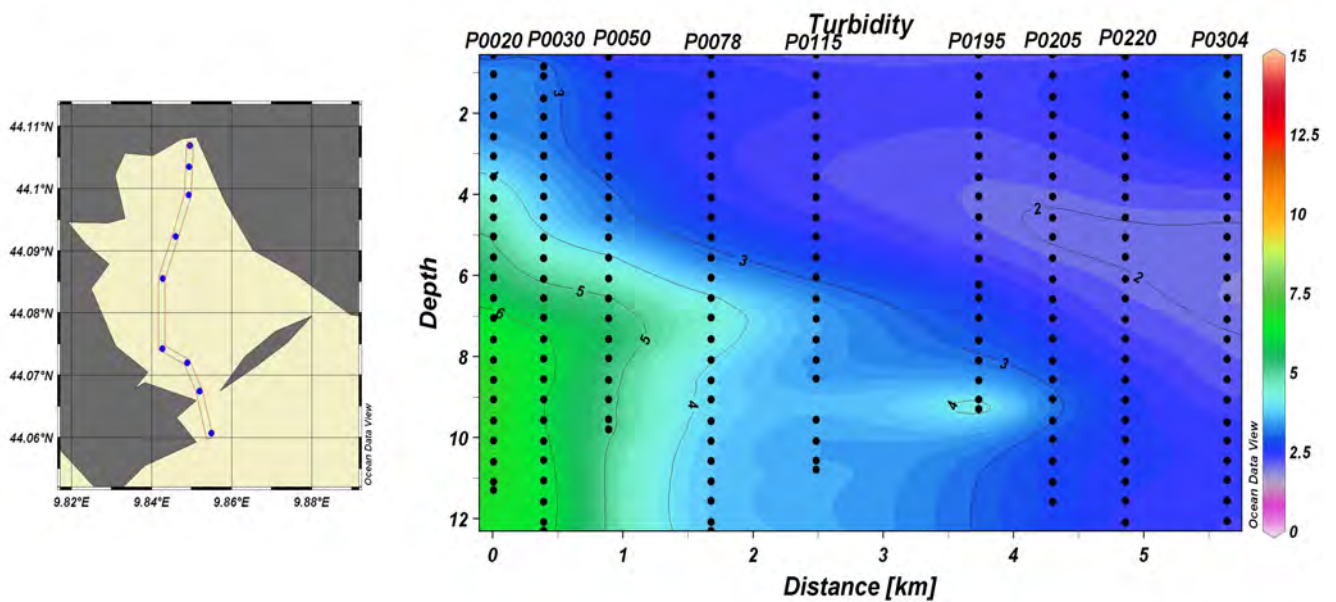 Turbidity
P0020 P0030 P0050 P0078 P0115 P0195 P0205 P0220 P0304
44.11°N
44.1°N
44.09°N
44.08°N
44.07°N
44.06°N
9.82°E 9.84°E 9.86°E 9.88°E
Ocean Data View
Depth
2
4
6
8
10
12
3
4
5
6
5
4
3
2
2
3
4
0 1 2 3 4 5
Distance [km]
Ocean Data View
15
12.5
10
7.5
5
2.5
0